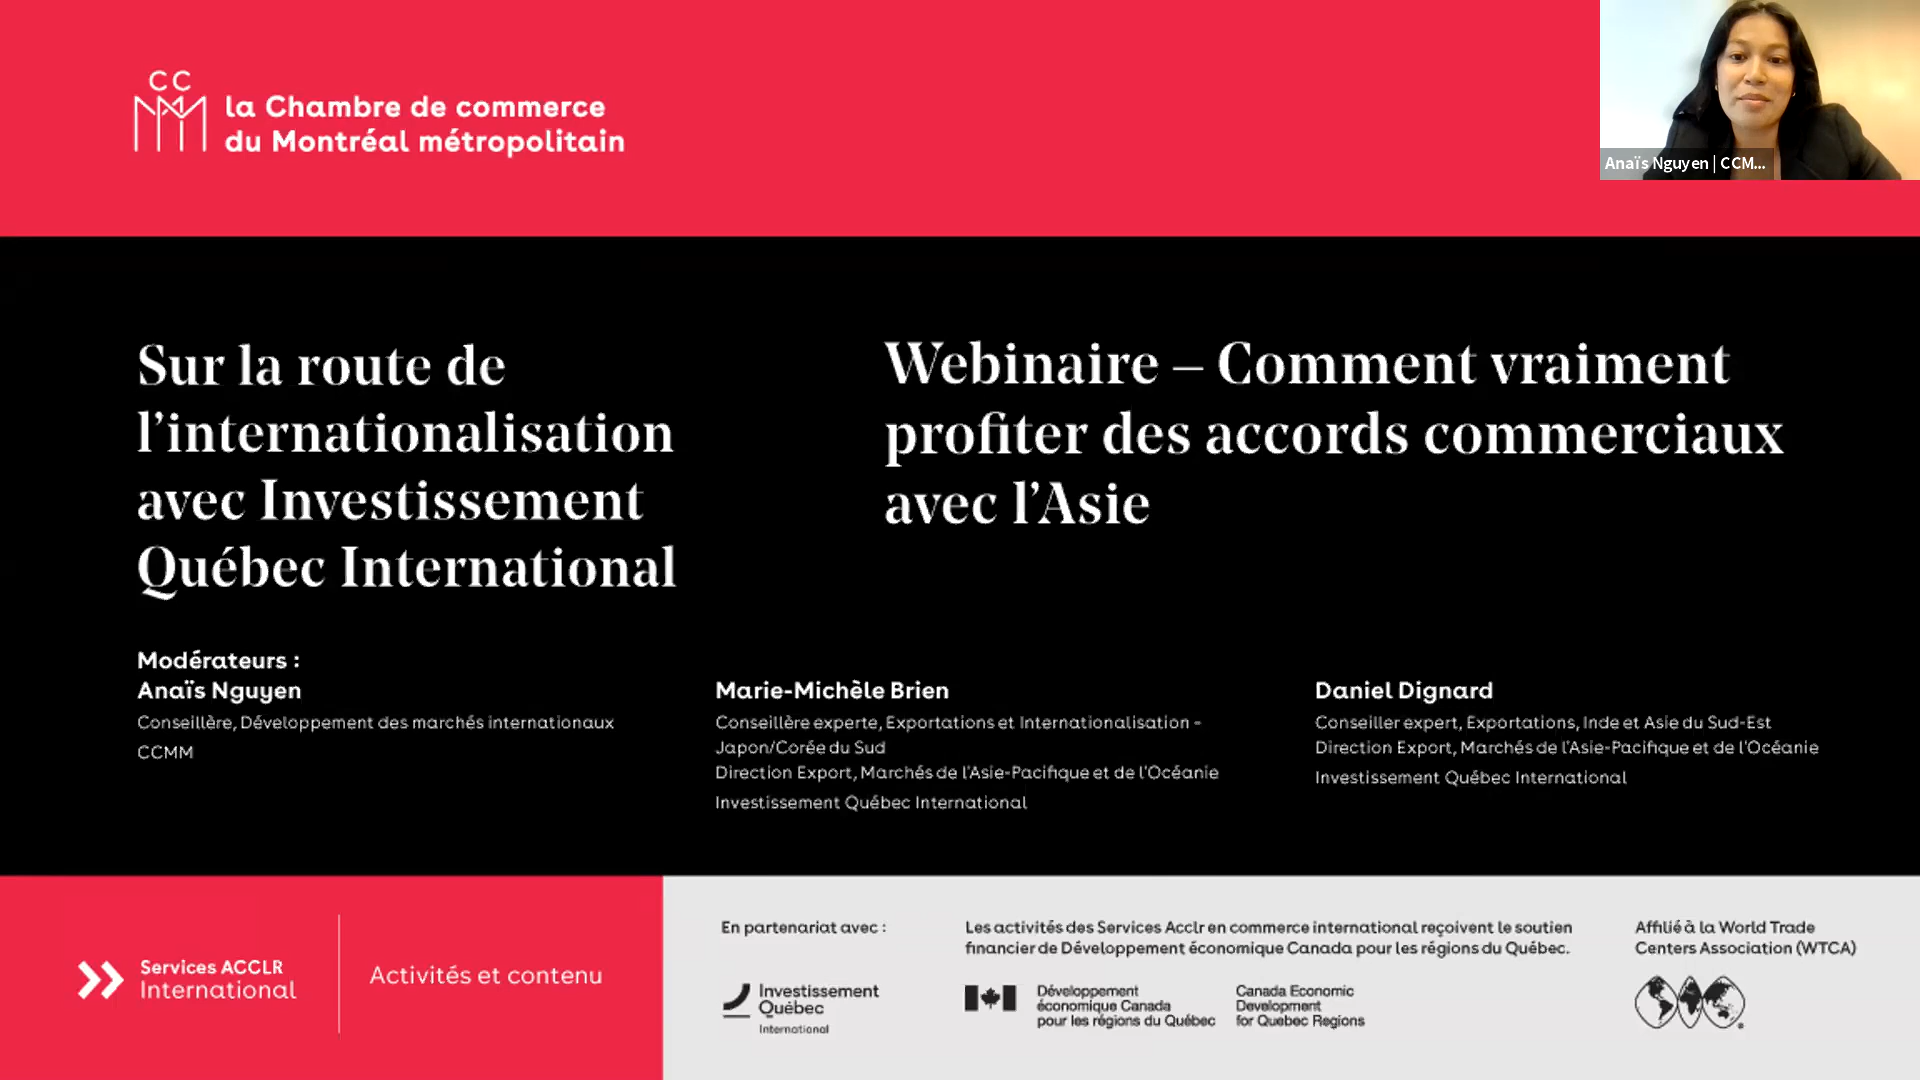 CC
MM
la Chambre de commerce
du Montréal métropolitain
Anaïs Nguyen | CCM...
Sur la route de
l’internationalisation
avec Investissement
Québec International
Webinaire – Comment vraiment
profiter des accords commerciaux
avec l’Asie
Modérateurs :
Anaïs Nguyen
Conseillère, Développement des marchés internationaux
CCMM
Marie-Michèle Brien
Conseillère experte, Exportations et Internationalisation -
Japon/Corée du Sud
Direction Export, Marchés de l’Asie-Pacifique et de l’Océanie
Investissement Québec International
Daniel Dignard
Conseiller expert, Exportations, Inde et Asie du Sud-Est
Direction Export, Marchés de l’Asie-Pacifique et de l’Océanie
Investissement Québec International
Services ACCLR
International
Activités et contenu
En partenariat avec :
Investissement
Québec
International
Les activités des Services Acclr en commerce international reçoivent le soutien
financier de Développement économique Canada pour les régions du Québec.
Développement
économique Canada
pour les régions du Québec
Canada Economic
Development
for Quebec Regions
Affilié à la World Trade
Centers Association (WTCA)